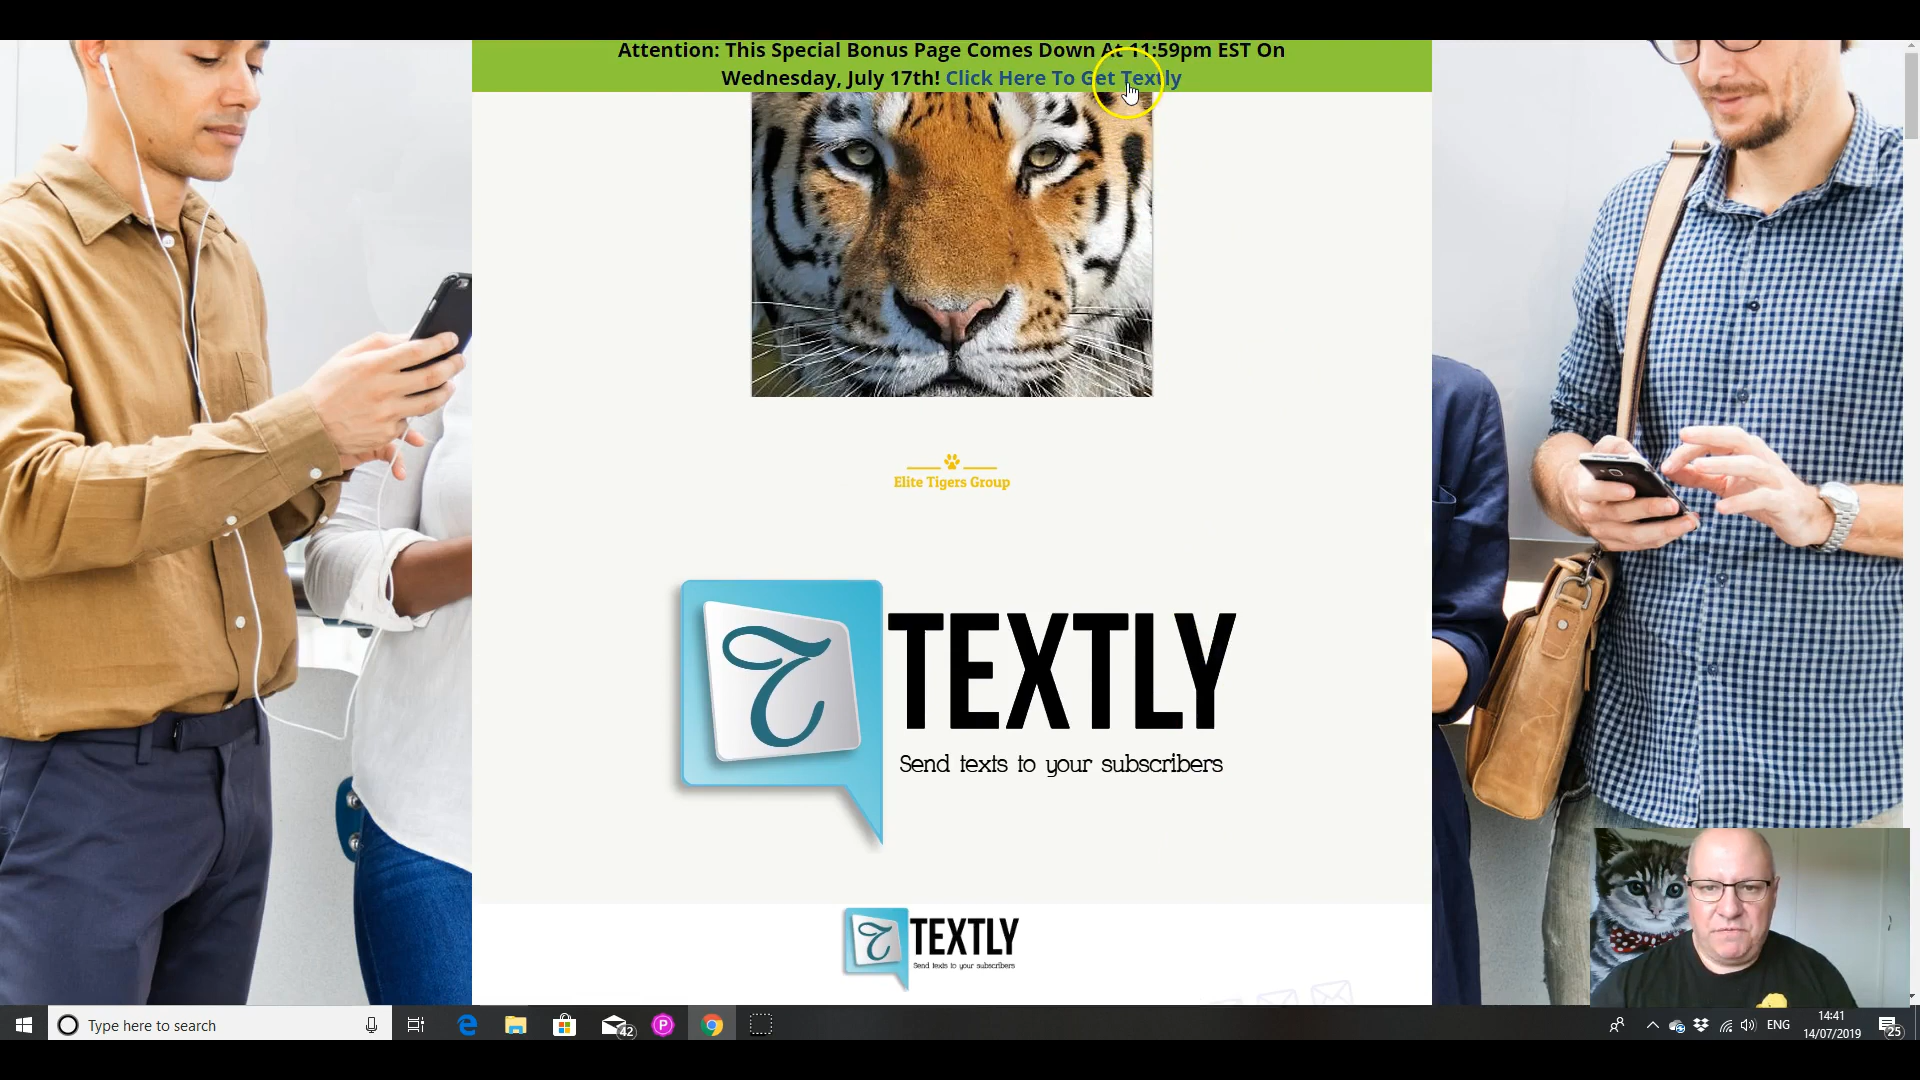 Attention: This Special Bonus Page Comes Down At 11:59pm EST On
Wednesday, July 17th! Click Here To Get Textly
Elite Tigers Group
TEXTLY
Send texts to your subscribers
TEXTLY
Send texts to your subscribers
Type here to search
42
P
ENG
14:41
14/07/2019
25